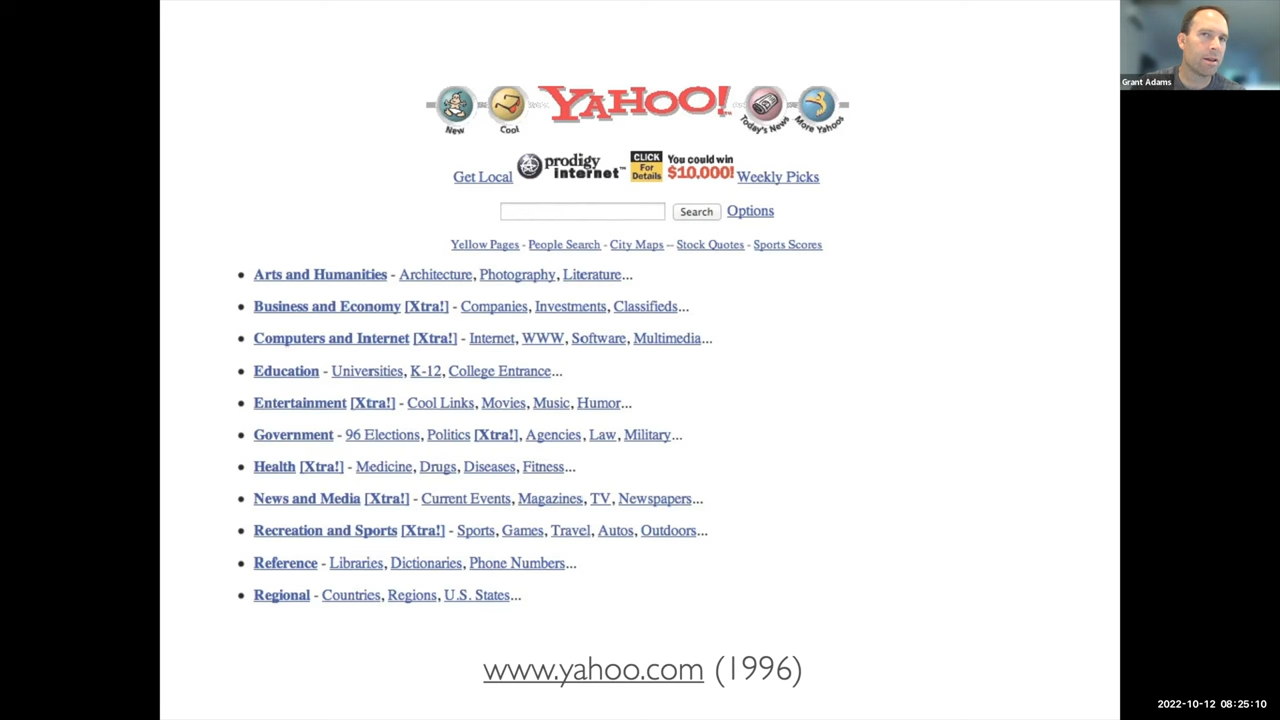 YAHOO!
New
Cool
Today's News
More Yahoos
Get Local
prodigy internet™
CLICK For Details
You could win $10,000!
Weekly Picks
Search
Options
Yellow Pages - People Search - City Maps -- Stock Quotes - Sports Scores
• Arts and Humanities - Architecture, Photography, Literature...
• Business and Economy [Xtra!] - Companies, Investments, Classifieds...
• Computers and Internet [Xtra!] - Internet, WWW, Software, Multimedia...
• Education - Universities, K-12, College Entrance...
• Entertainment [Xtra!] - Cool Links, Movies, Music, Humor...
• Government - 96 Elections, Politics [Xtra!], Agencies, Law, Military...
• Health [Xtra!] - Medicine, Drugs, Diseases, Fitness...
• News and Media [Xtra!] - Current Events, Magazines, TV, Newspapers...
• Recreation and Sports [Xtra!] - Sports, Games, Travel, Autos, Outdoors...
• Reference - Libraries, Dictionaries, Phone Numbers...
• Regional - Countries, Regions, U.S. States...
www.yahoo.com (1996)
Grant Adams
2022-10-12 08:25:10